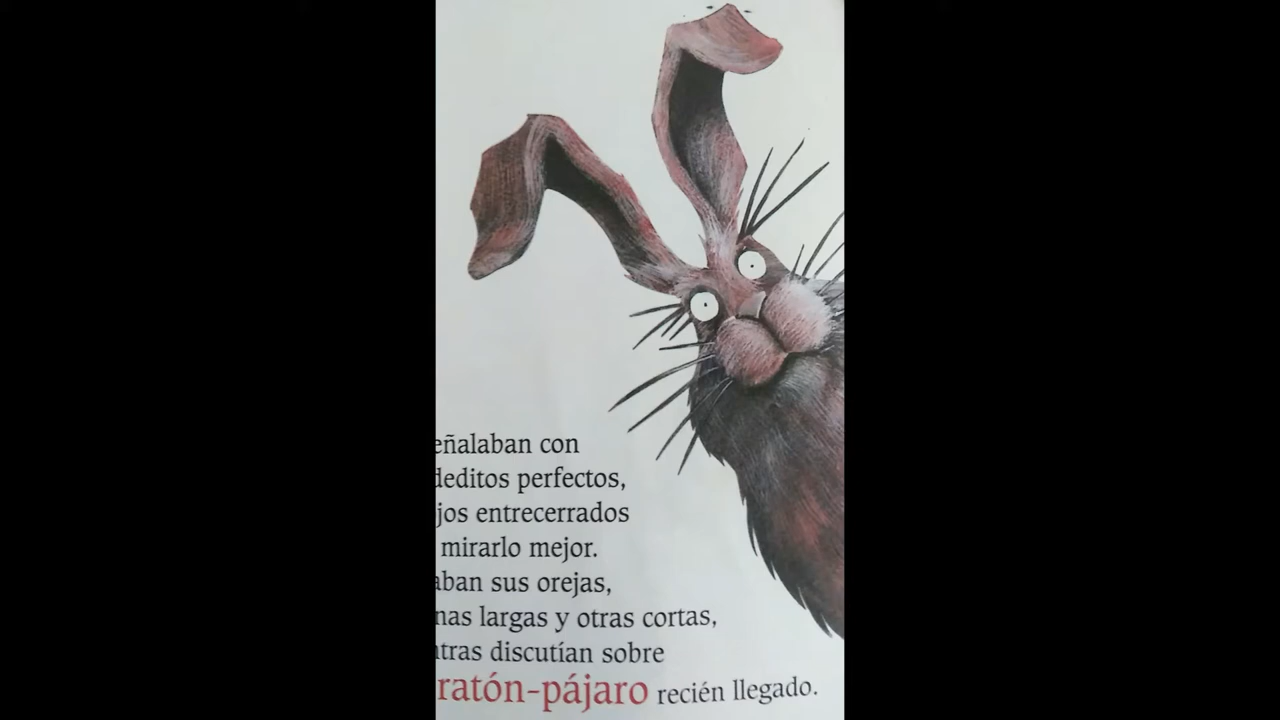 eñalaban con
deditos perfectos,
jos entrecerrados
mirarlo mejor.
aban sus orejas,
nas largas y otras cortas,
ntras discutían sobre
ratón-pájaro recién llegado.